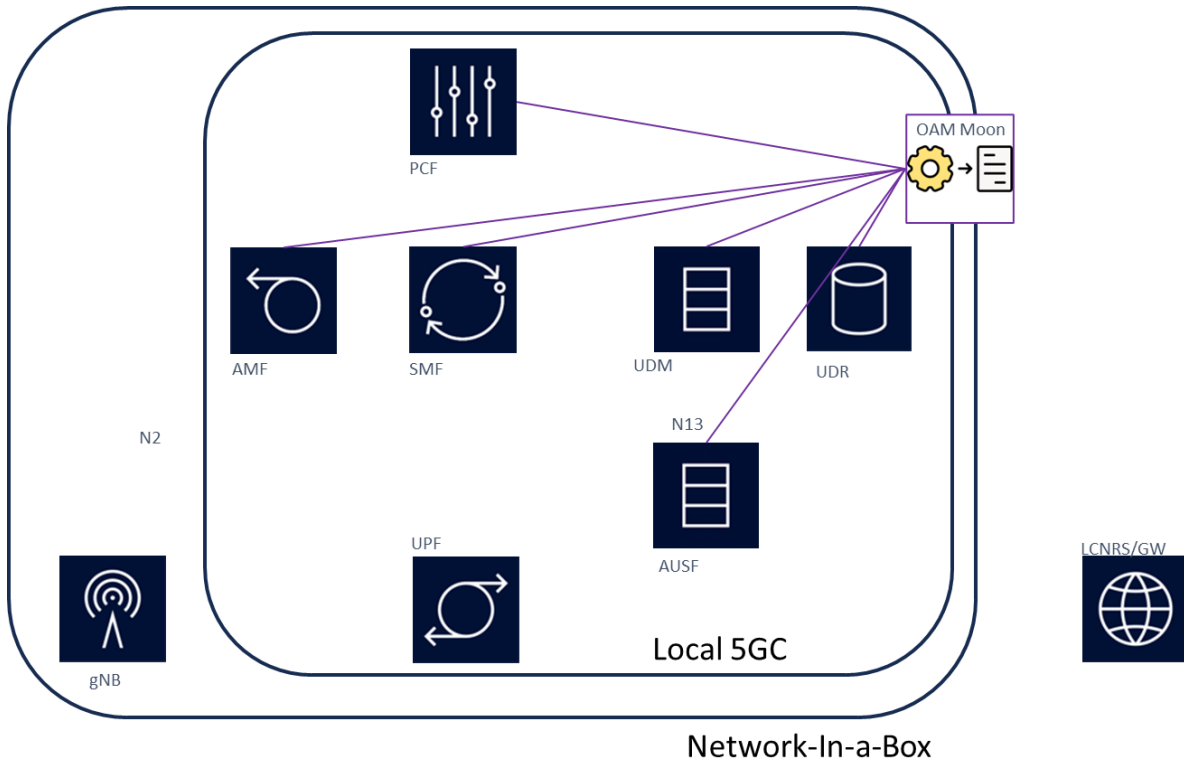 OAM Moon
PCF
AMF
SMF
UDM
UDR
N2
N13
UPF
AUSF
LCNRS/GW
gNB
Local 5GC
Network-In-a-Box